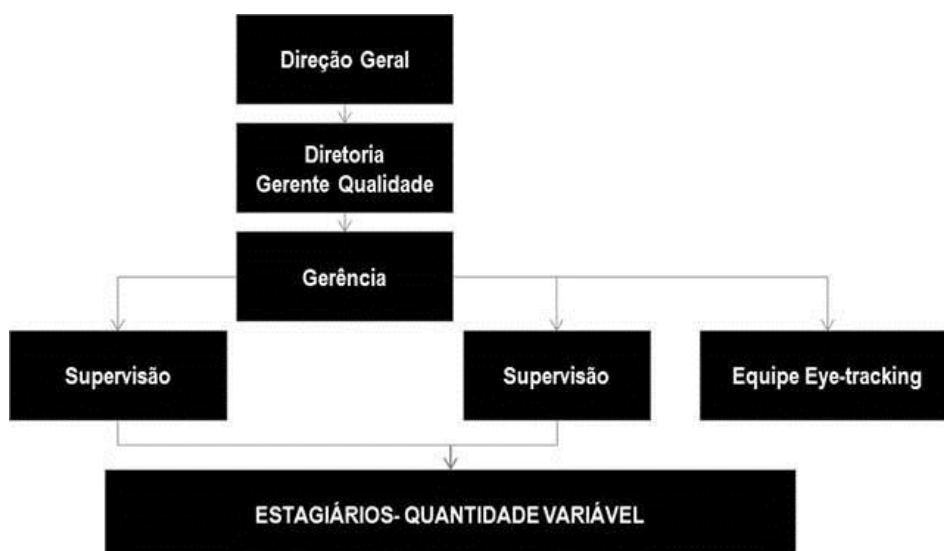 Direção Geral
Diretoria
Gerente Qualidade
Gerência
Supervisão
Supervisão
Equipe Eye-tracking
ESTAGIÁRIOS- QUANTIDADE VARIÁVEL